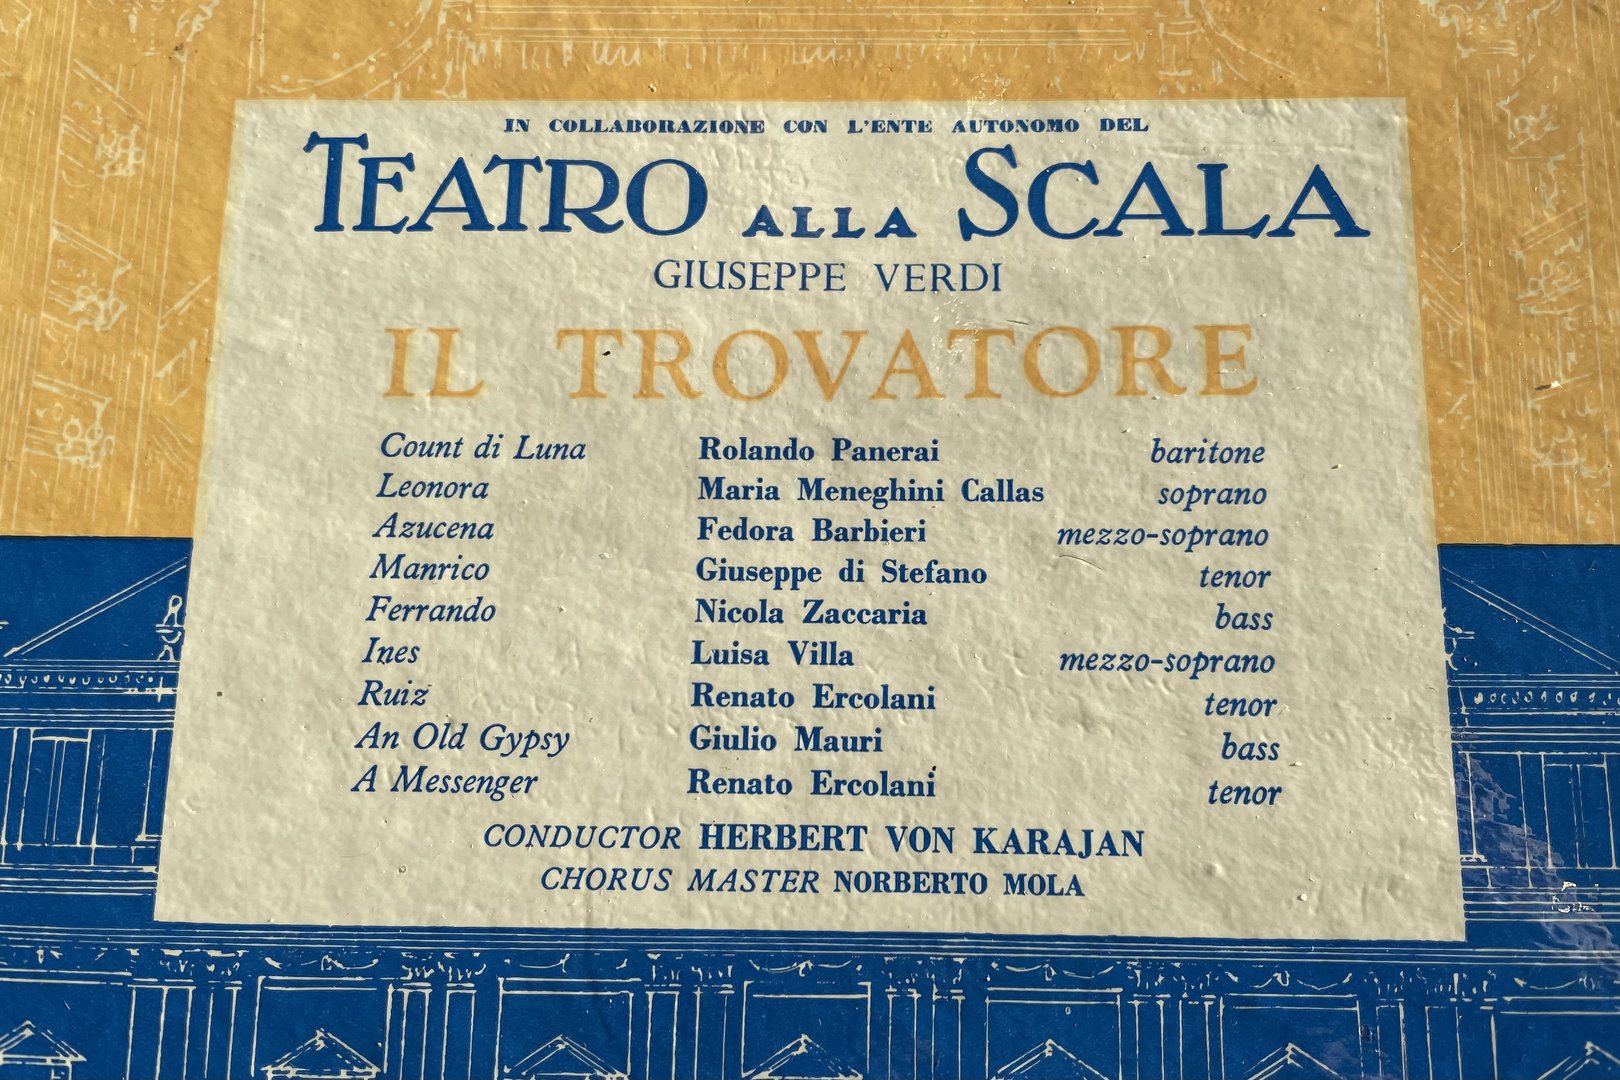 IN COLLABORAZIONE CON L'ENTE AUTONOMO DEL
TEATRO ALLA SCALA
GIUSEPPE VERDI
IL TROVATORE
Count di Luna Rolando Panerai baritone
Leonora Maria Meneghini Callas soprano
Azucena Fedora Barbieri mezzo-soprano
Manrico Giuseppe di Stefano tenor
Ferrando Nicola Zaccaria bass
Ines Luisa Villa mezzo-soprano
Ruiz Renato Ercolani tenor
An Old Gypsy Giulio Mauri bass
A Messenger Renato Ercolani tenor
CONDUCTOR HERBERT VON KARAJAN
CHORUS MASTER NORBERTO MOLA